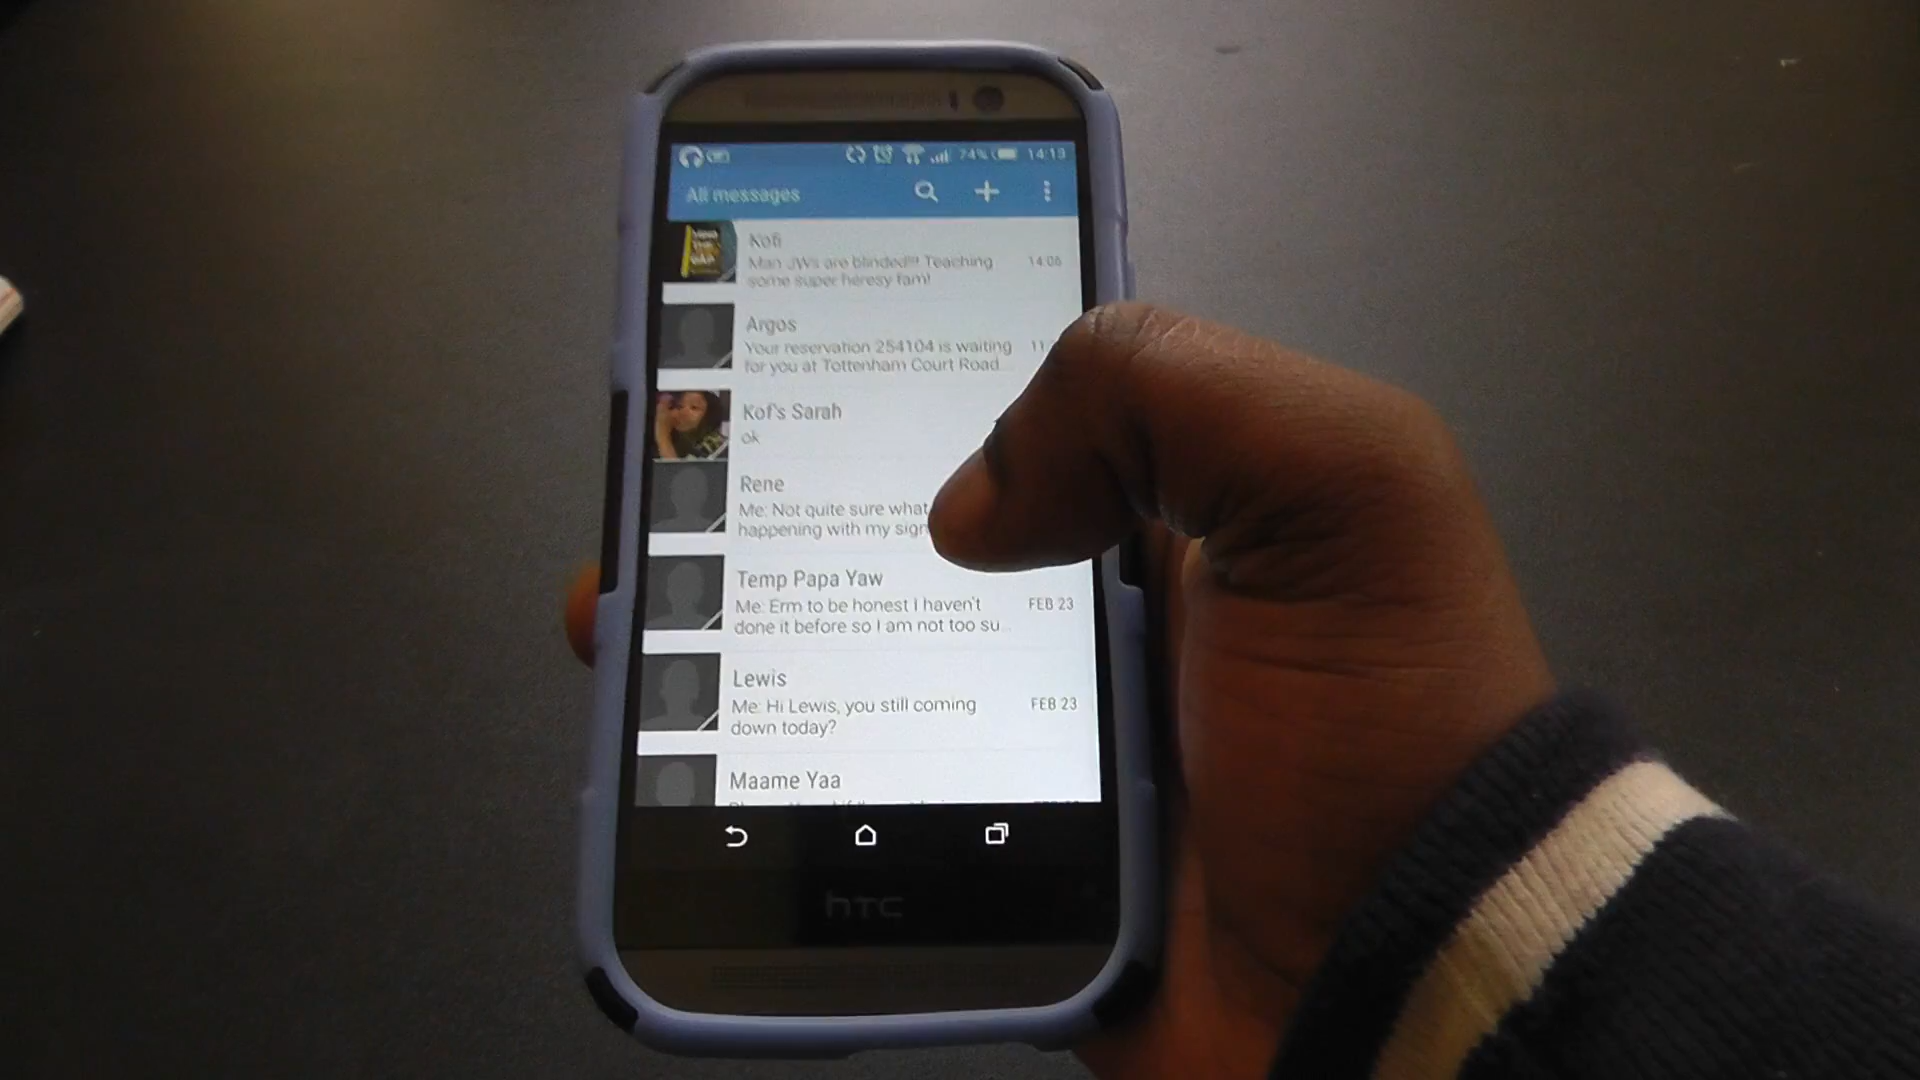 74% 14:13
All messages
Kofi
Man JWs are blinded!!! Teaching
14:06
some super heresy fam!
Argos
Your reservation 254104 is waiting
11
for you at Tottenham Court Road...
Kof's Sarah
ok
Rene
Me: Not quite sure what
happening with my sign
Temp Papa Yaw
Me: Erm to be honest I haven't
FEB 23
done it before so I am not too su...
Lewis
Me: Hi Lewis, you still coming
FEB 23
down today?
Maame Yaa
hTC